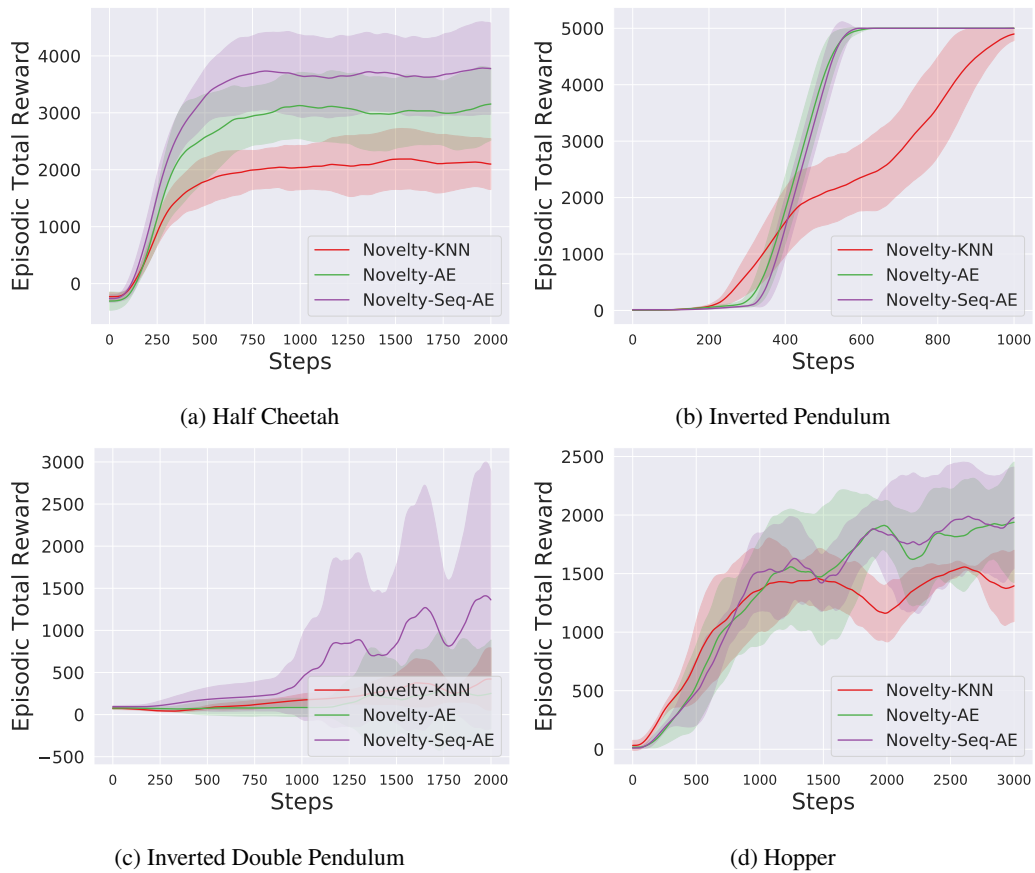 Episodic Total Reward
4000
3000
2000
1000
0
Novelty-KNN
Novelty-AE
Novelty-Seq-AE
0 250 500 750 1000 1250 1500 1750 2000
Steps
(a) Half Cheetah
Episodic Total Reward
5000
4000
3000
2000
1000
0
Novelty-KNN
Novelty-AE
Novelty-Seq-AE
0 200 400 600 800 1000
Steps
(b) Inverted Pendulum
Episodic Total Reward
3000
2500
2000
1500
1000
500
0
−500
Novelty-KNN
Novelty-AE
Novelty-Seq-AE
0 250 500 750 1000 1250 1500 1750 2000
Steps
(c) Inverted Double Pendulum
Episodic Total Reward
2500
2000
1500
1000
500
0
Novelty-KNN
Novelty-AE
Novelty-Seq-AE
0 500 1000 1500 2000 2500 3000
Steps
(d) Hopper